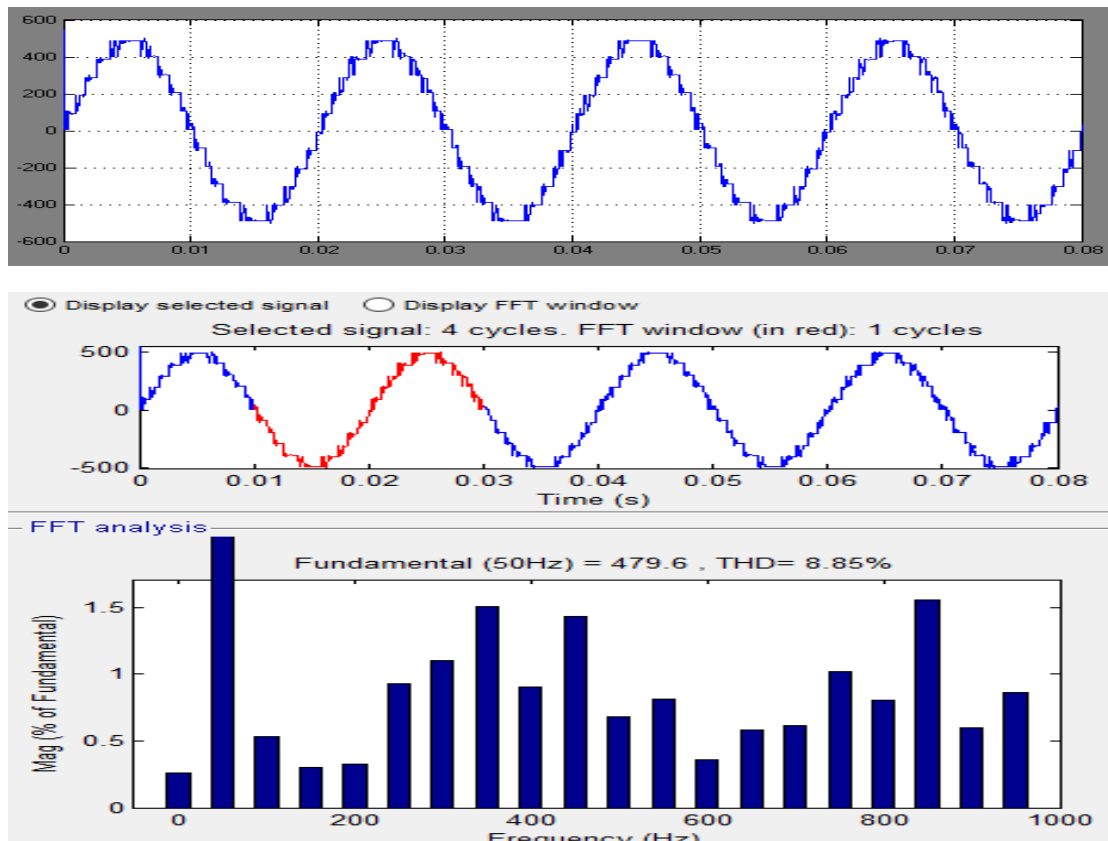 600
400
200
0
-200
-400
-600
0 0.01 0.02 0.03 0.04 0.05 0.06 0.07 0.08
Display selected signal Display FFT window
Selected signal: 4 cycles. FFT window (in red): 1 cycles
500
0
-500
0 0.01 0.02 0.03 0.04 0.05 0.06 0.07 0.08
Time (s)
FFT analysis
Fundamental (50Hz) = 479.6 , THD= 8.85%
Mag (% of Fundamental)
1.5
1
0.5
0
0 200 400 600 800 1000
Frequency (Hz)